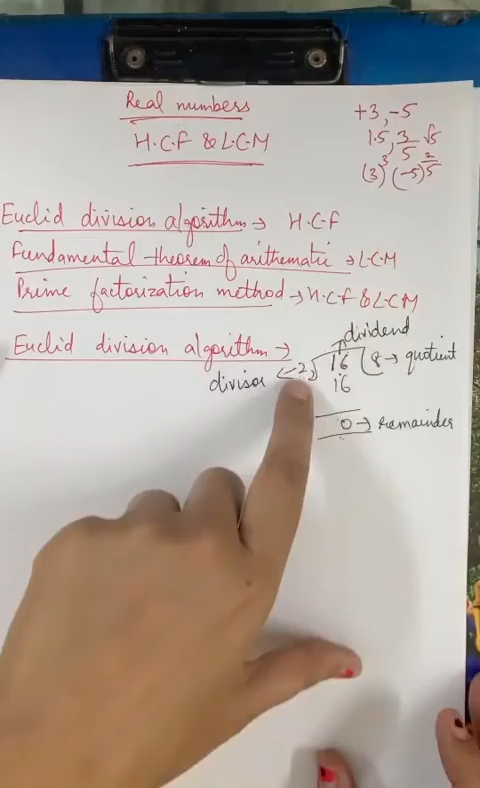 Real numbers
H.C.F & L.C.M
+3, -5
1.5, 3/5, √5
(3)³ (-5)^2/5
Euclid division algorithm → H.C.F
Fundamental theorem of arithematic → L.C.M
Prime factorization method → H.C.F & L.C.M
Euclid division algorithm →
dividend
divisor ← 2) 16 ( 8 → quotient
16
0 → remainder